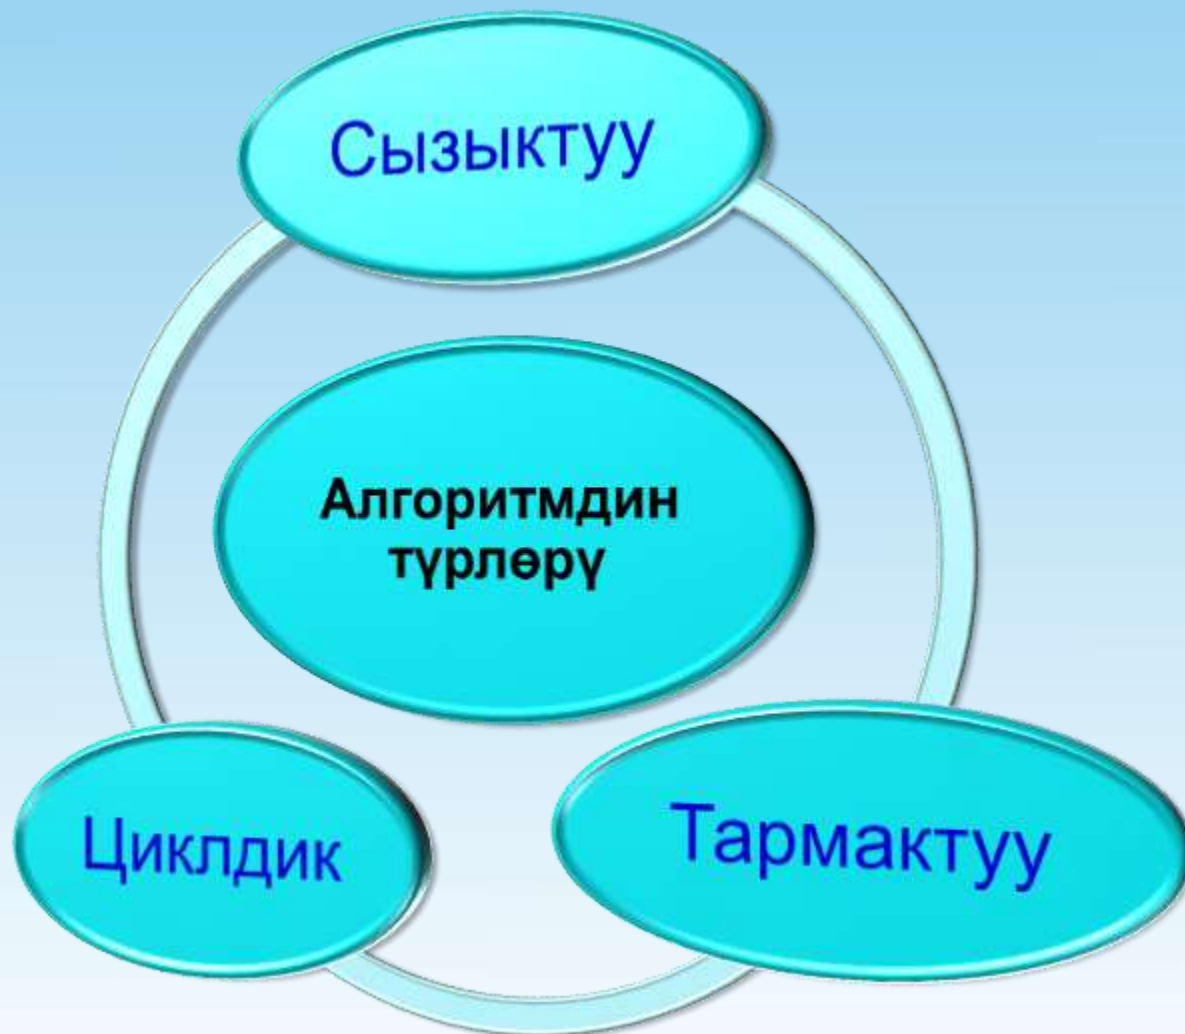 Сызыктуу
Алгоритмдин
түрлөрү
Циклдик
Тармактуу